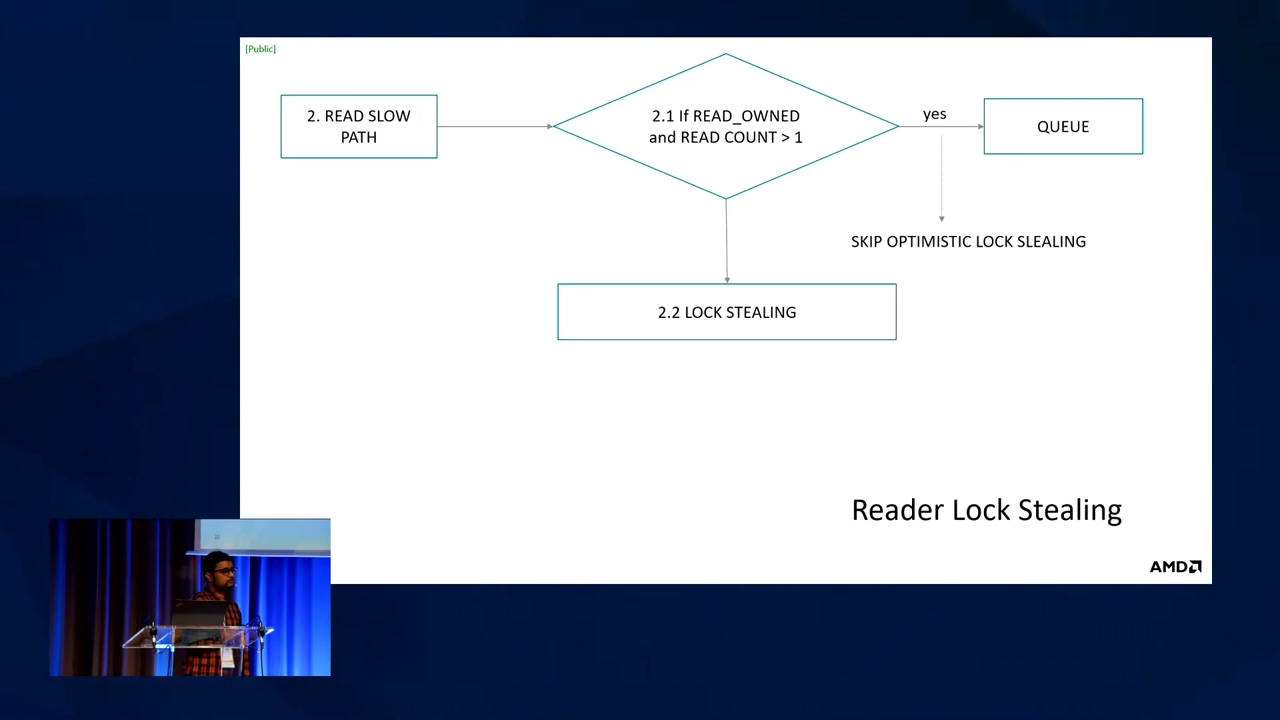 [Public]
2. READ SLOW
PATH
2.1 If READ_OWNED
and READ COUNT > 1
yes
QUEUE
SKIP OPTIMISTIC LOCK SLEALING
2.2 LOCK STEALING
Reader Lock Stealing
AMD